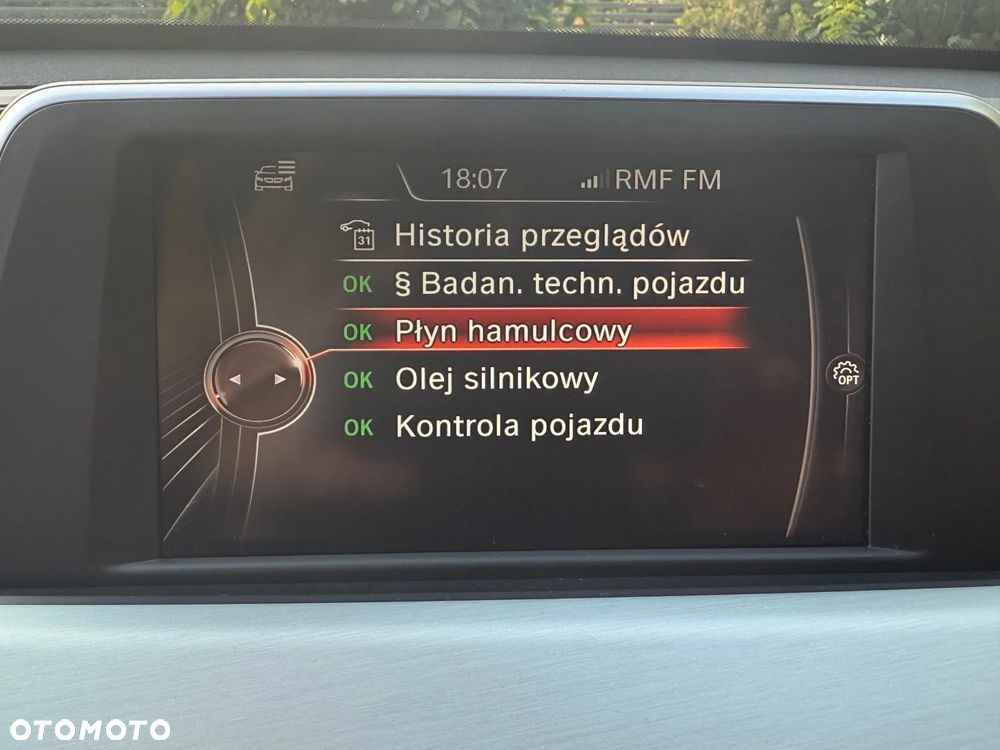 18:07 RMF FM
31 Historia przeglądów
OK § Badan. techn. pojazdu
OK Płyn hamulcowy
OK Olej silnikowy
OPT
OK Kontrola pojazdu
OTOMOTO